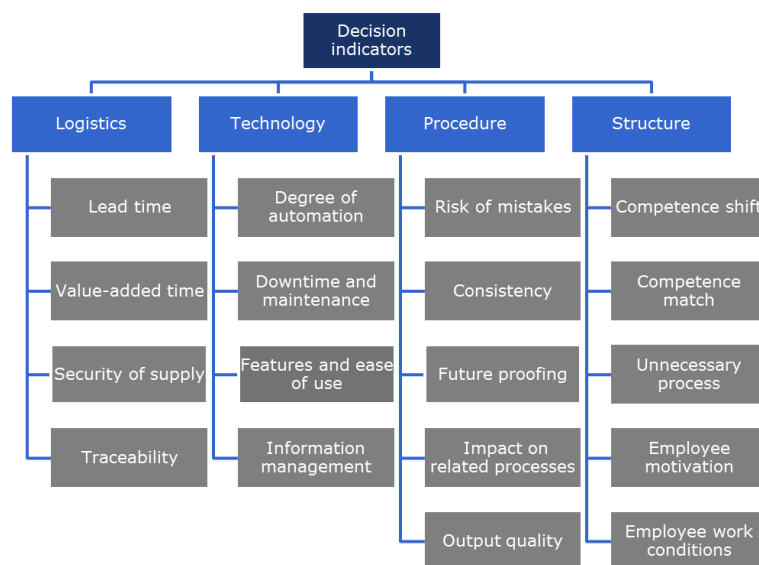 Decision
indicators
Logistics
Technology
Procedure
Structure
Lead time
Value-added time
Security of supply
Traceability
Degree of
automation
Downtime and
maintenance
Features and ease
of use
Information
management
Risk of mistakes
Consistency
Future proofing
Impact on
related processes
Output quality
Competence shift
Competence
match
Unnecessary
process
Employee
motivation
Employee work
conditions